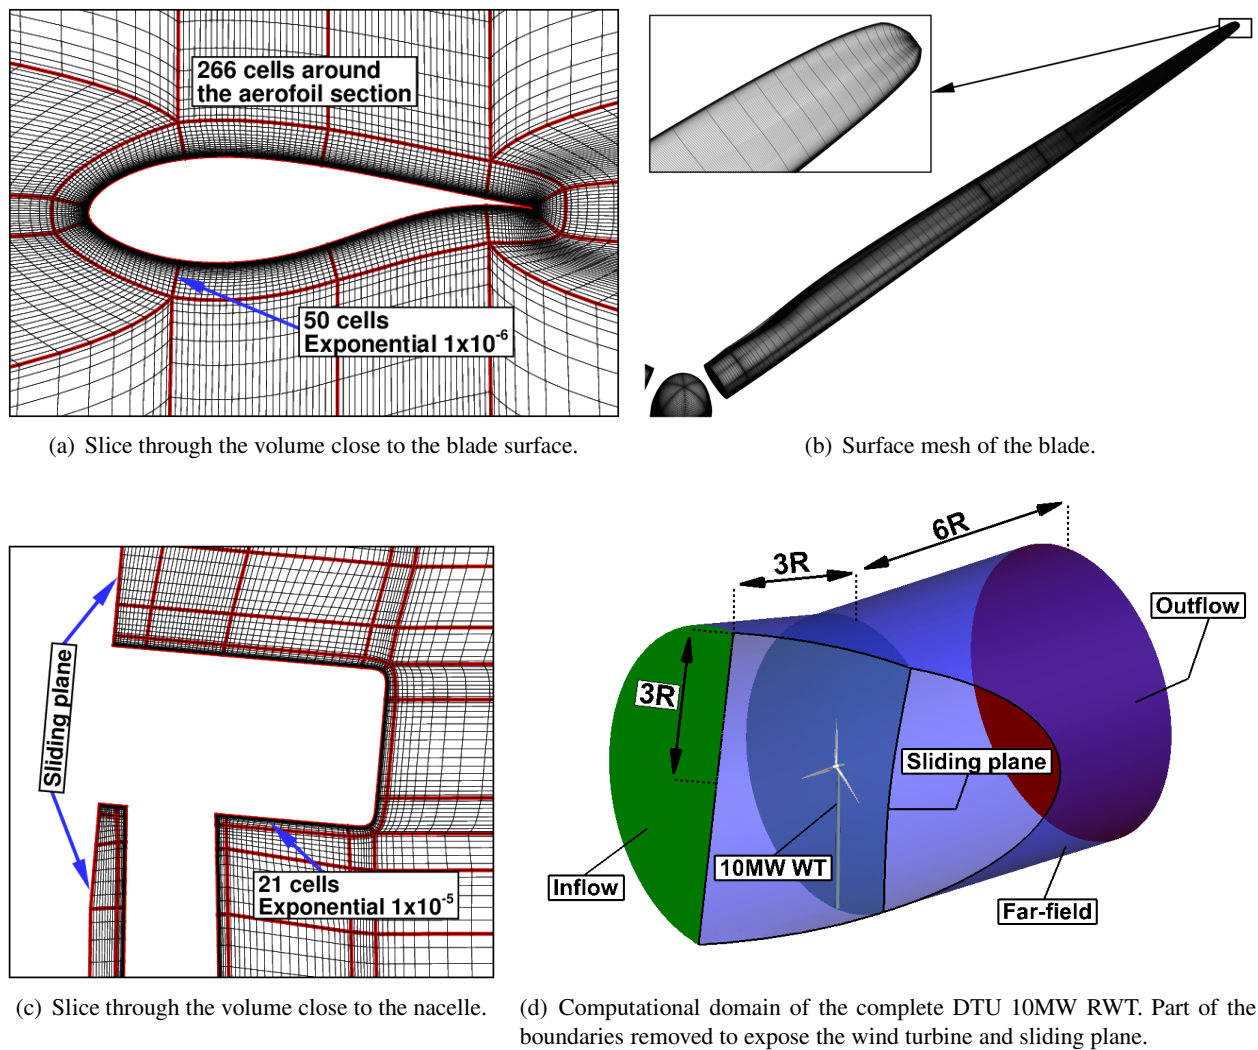 266 cells around
the aerofoil section
50 cells
Exponential 1x10⁻⁶
(a) Slice through the volume close to the blade surface.
(b) Surface mesh of the blade.
Sliding plane
21 cells
Exponential 1x10⁻⁵
(c) Slice through the volume close to the nacelle.
6R
3R
Outflow
3R
Sliding plane
10MW WT
Inflow
Far-field
(d) Computational domain of the complete DTU 10MW RWT. Part of the
boundaries removed to expose the wind turbine and sliding plane.